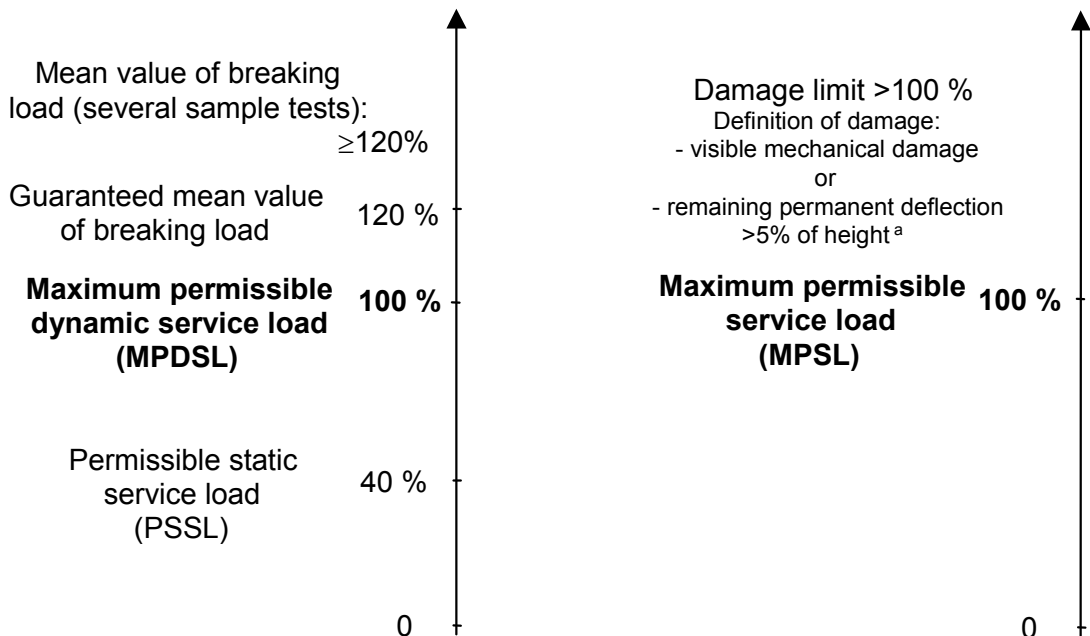 Mean value of breaking
load (several sample tests):
≥120%
Guaranteed mean value
of breaking load
120 %
Maximum permissible
dynamic service load
(MPDSL)
100 %
Permissible static
service load
(PSSL)
40 %
0
Damage limit >100 %
Definition of damage:
- visible mechanical damage
or
- remaining permanent deflection
>5% of height a
Maximum permissible
service load
(MPSL)
100 %
0